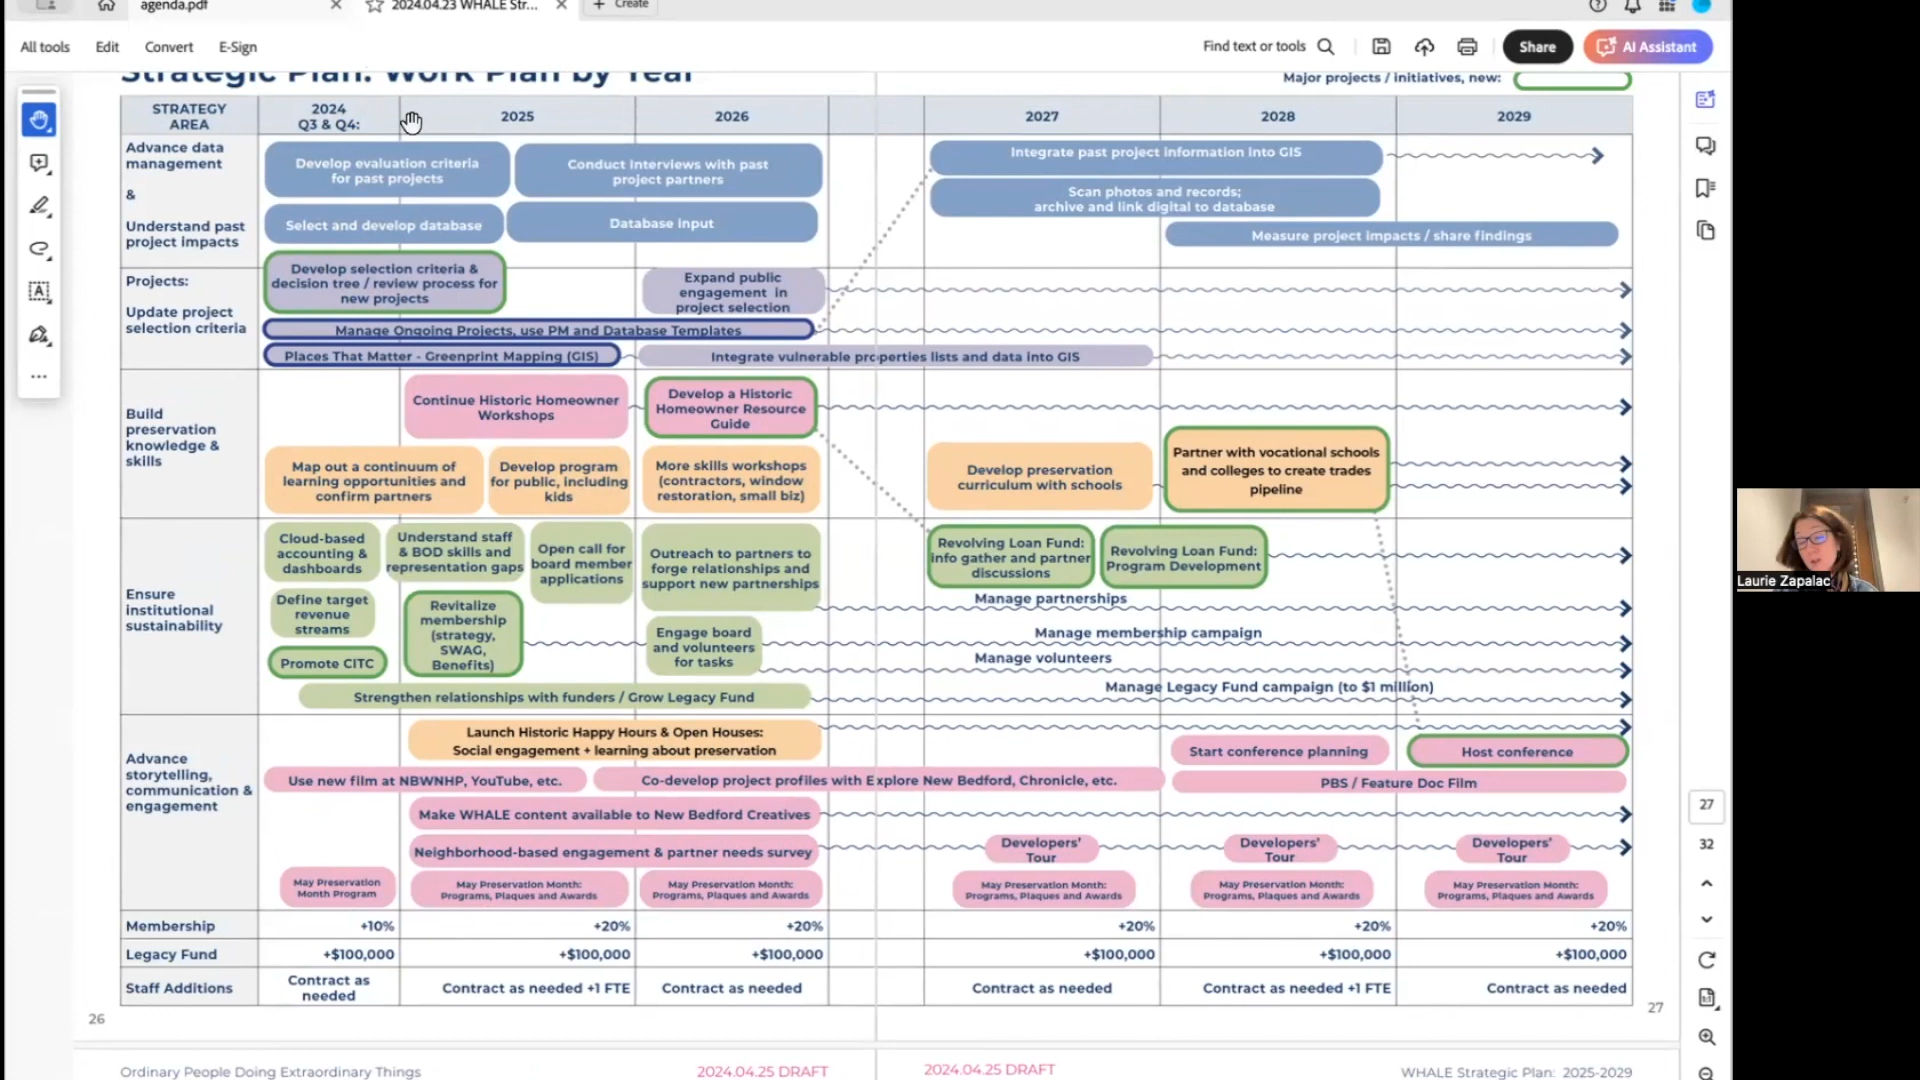 agenda.pdf
2024.04.23 WHALE Str...
Create
All tools
Edit
Convert
E-Sign
Find text or tools
Share
AI Assistant
Strategic Plan: Work Plan by Year
Major projects / initiatives, new:
STRATEGY
AREA
2024
Q3 & Q4:
2025
2026
2027
2028
2029
Advance data
management
&
Understand past
project impacts
Develop evaluation criteria
for past projects
Conduct Interviews with past
project partners
Select and develop database
Database input
Integrate past project information into GIS
Scan photos and records;
archive and link digital to database
Measure project impacts / share findings
Projects:
Update project
selection criteria
Develop selection criteria &
decision tree / review process for
new projects
Expand public
engagement in
project selection
Manage Ongoing Projects, use PM and Database Templates
Places That Matter - Greenprint Mapping (GIS)
Integrate vulnerable properties lists and data into GIS
Build
preservation
knowledge &
skills
Continue Historic Homeowner
Workshops
Develop a Historic
Homeowner Resource
Guide
Map out a continuum of
learning opportunities and
confirm partners
Develop program
for public, including
kids
More skills workshops
(contractors, window
restoration, small biz)
Develop preservation
curriculum with schools
Partner with vocational schools
and colleges to create trades
pipeline
Ensure
institutional
sustainability
Cloud-based
accounting &
dashboards
Understand staff
& BOD skills and
representation gaps
Open call for
board member
applications
Outreach to partners to
forge relationships and
support new partnerships
Revolving Loan Fund:
info gather and partner
discussions
Revolving Loan Fund:
Program Development
Define target
revenue
streams
Revitalize
membership
(strategy,
SWAG,
Benefits)
Engage board
and volunteers
for tasks
Promote CITC
Manage partnerships
Manage membership campaign
Manage volunteers
Strengthen relationships with funders / Grow Legacy Fund
Manage Legacy Fund campaign (to $1 million)
Advance
storytelling,
communication &
engagement
Launch Historic Happy Hours & Open Houses:
Social engagement + learning about preservation
Start conference planning
Host conference
Use new film at NBWNHP, YouTube, etc.
Co-develop project profiles with Explore New Bedford, Chronicle, etc.
PBS / Feature Doc Film
Make WHALE content available to New Bedford Creatives
Neighborhood-based engagement & partner needs survey
Developers'
Tour
Developers'
Tour
Developers'
Tour
May Preservation
Month Program
May Preservation Month:
Programs, Plaques and Awards
May Preservation Month:
Programs, Plaques and Awards
May Preservation Month:
Programs, Plaques and Awards
May Preservation Month:
Programs, Plaques and Awards
May Preservation Month:
Programs, Plaques and Awards
Membership
+10%
+20%
+20%
+20%
+20%
+20%
Legacy Fund
+$100,000
+$100,000
+$100,000
+$100,000
+$100,000
+$100,000
Staff Additions
Contract as
needed
Contract as needed +1 FTE
Contract as needed
Contract as needed
Contract as needed +1 FTE
Contract as needed
26
27
Ordinary People Doing Extraordinary Things
2024.04.25 DRAFT
2024.04.25 DRAFT
WHALE Strategic Plan: 2025-2029
27
32
Laurie Zapalac